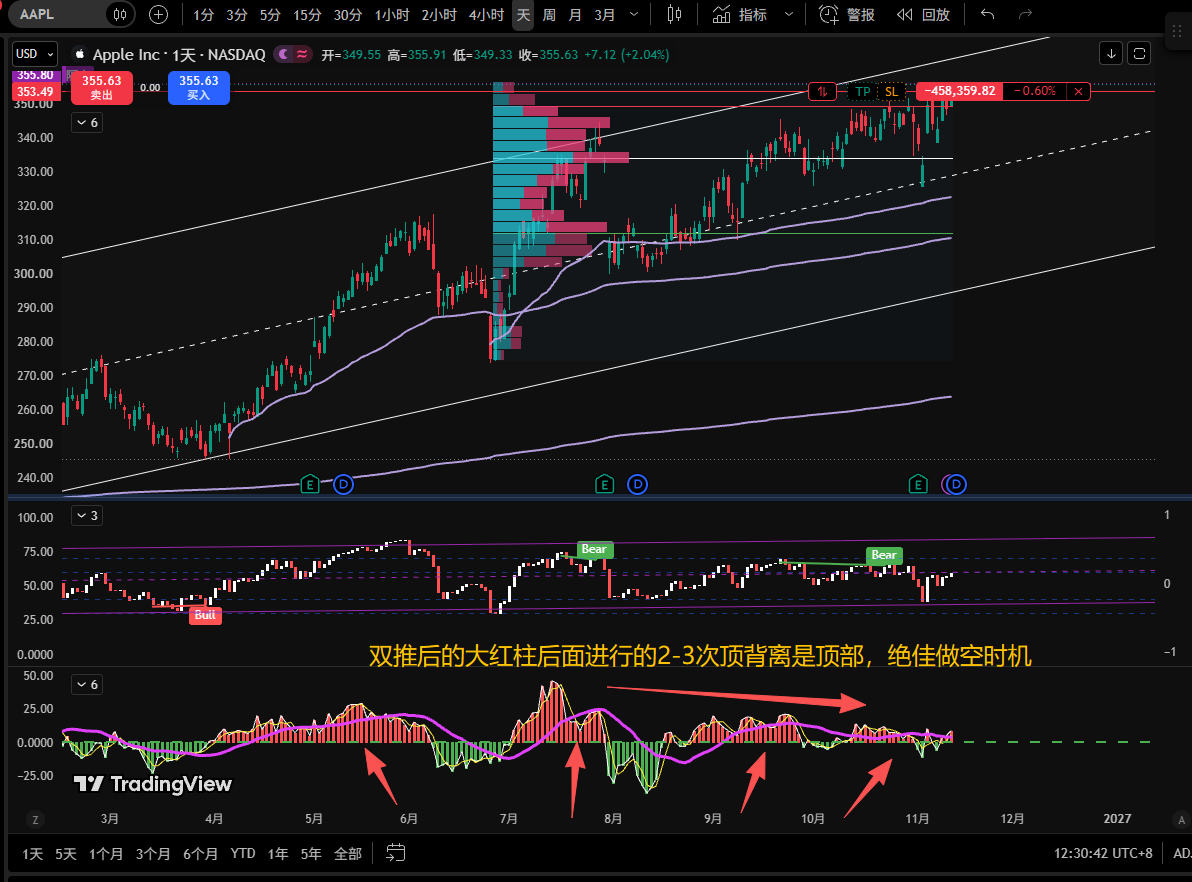 AAPL 1分 3分 5分 15分 30分 1小时 2小时 4小时 天 周 月 3月 指标 警报 回放
USD Apple Inc · 1天 · NASDAQ 开=349.55 高=355.91 低=349.33 收=355.63 +7.12 (+2.04%)
355.80
353.49
355.63 卖出
0.00
355.63 买入
TP SL −458,359.82 −0.60%
6
350.00
340.00
330.00
320.00
310.00
300.00
290.00
280.00
270.00
260.00
250.00
240.00
E D E D E D
3
100.00
75.00
50.00
25.00
0.0000
1
0
−1
Bull
Bear
Bear
双推后的大红柱后面进行的2-3次顶背离是顶部，绝佳做空时机
6
50.00
25.00
0.0000
−25.00
TradingView
Z 3月 4月 5月 6月 7月 8月 9月 10月 11月 12月 2027 A
1天 5天 1个月 3个月 6个月 YTD 1年 5年 全部 12:30:42 UTC+8 ADJ